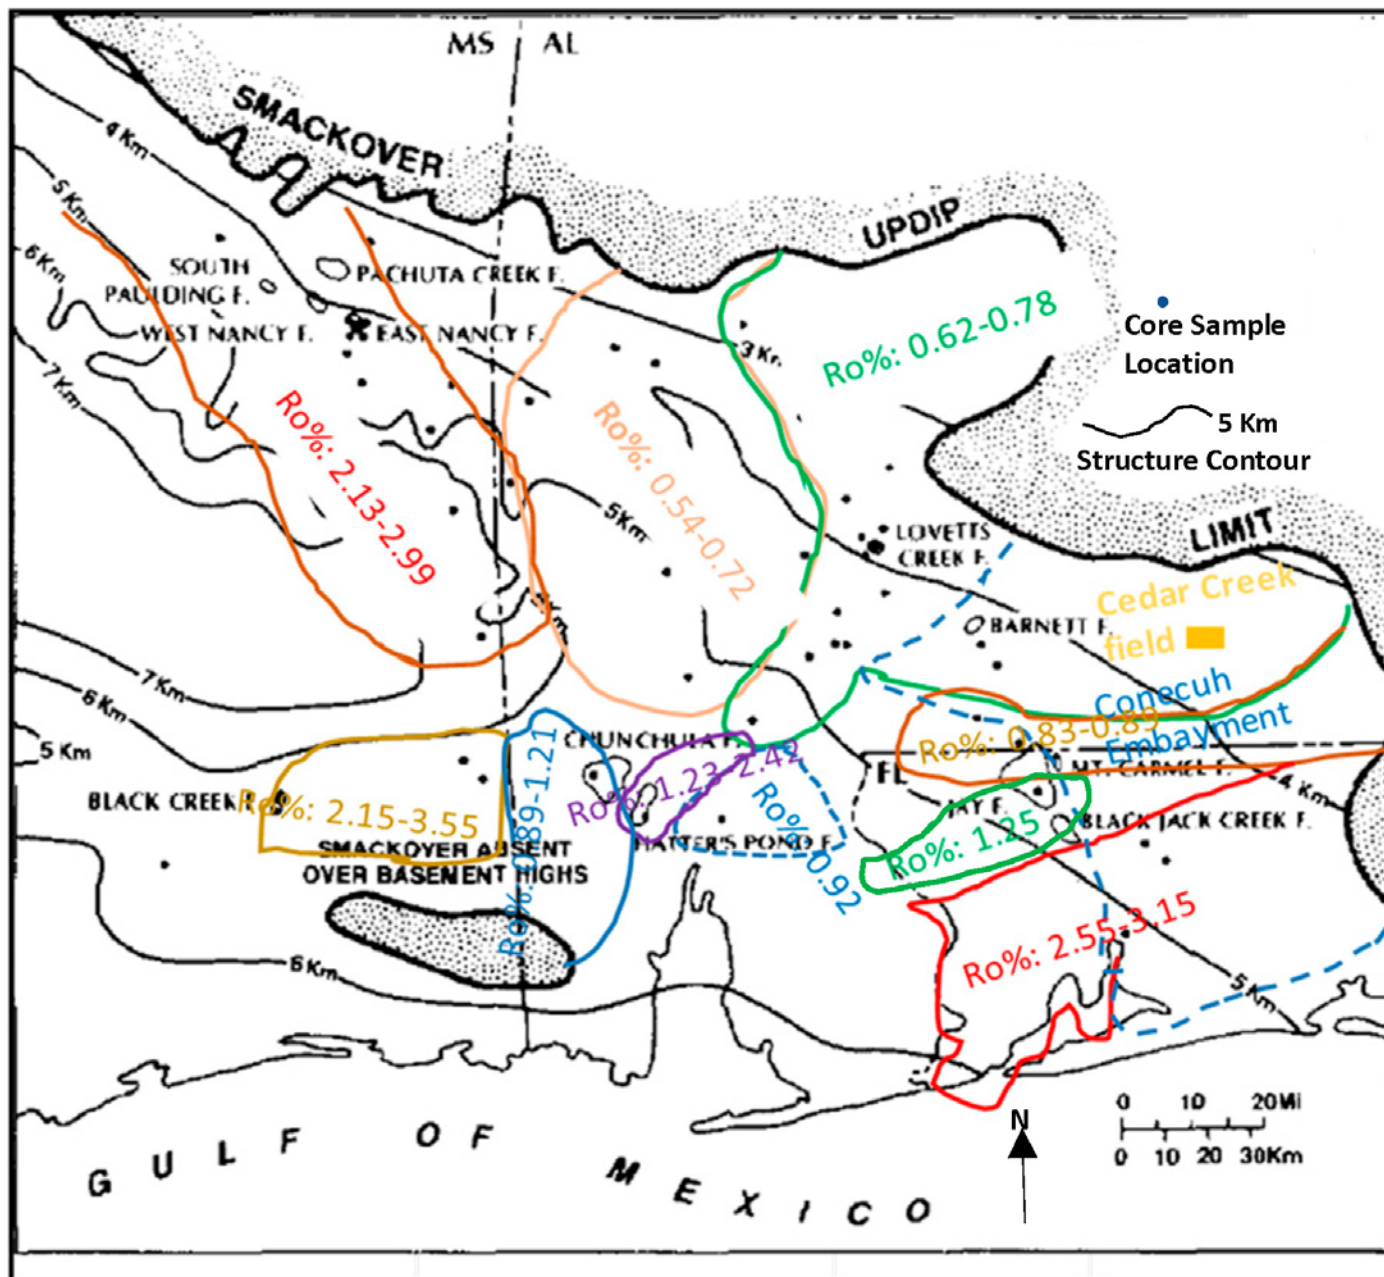 MS AL
SMACKOVER
UPDIP
LIMIT
4 Km
5 Km
6 Km
7 Km
SOUTH
PAULDING F.
PACHUTA CREEK F.
WEST NANCY F.
EAST NANCY F.
3 Km
Ro%: 0.62-0.78
Core Sample
Location
5 Km
Structure Contour
Ro%: 2.13-2.99
Ro%: 0.54-0.72
5Km
LOVETTS
CREEK F.
Cedar Creek
field
BARNETT F.
Conecuh
Embayment
7 Km
6 Km
5 Km
CHUNCHULA F.
Ro%: 0.83-0.89
FL
MT. CARMEL F.
4 Km
BLACK CREEK F.
Ro%: 2.15-3.55
Ro%: 0.89-1.21
Ro%: 1.23-2.42
Ro%: 0.92
JAY F.
Ro%: 1.25
BLACK JACK CREEK F.
HATTER'S POND F.
SMACKOVER ABSENT
OVER BASEMENT HIGHS
Ro%: 2.55-3.15
6 Km
5 Km
GULF OF MEXICO
N
0 10 20Mi
0 10 20 30Km